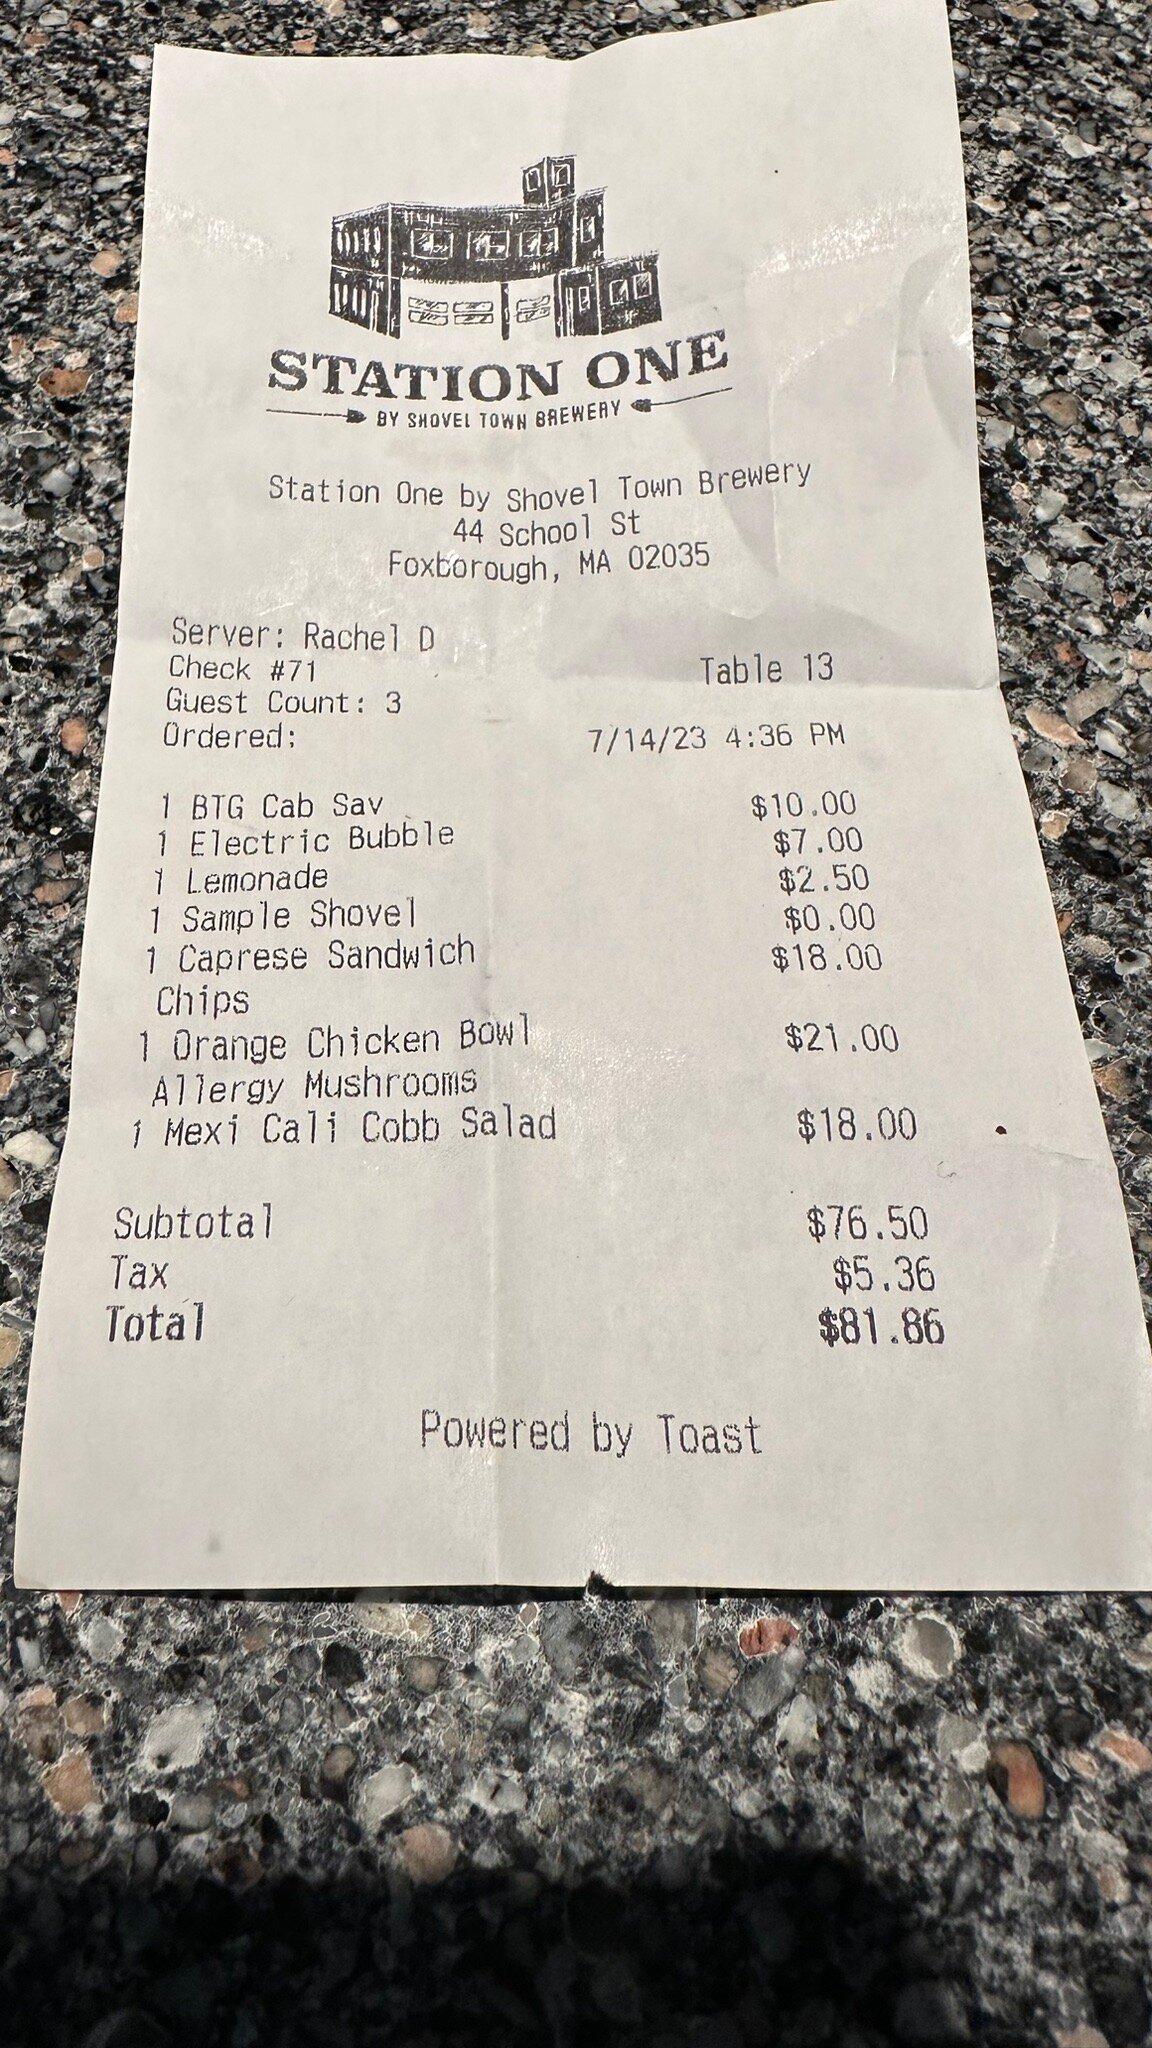 STATION ONE
BY SHOVEL TOWN BREWERY
Station One by Shovel Town Brewery
44 School St
Foxborough, MA 02035
Server: Rachel D
Check #71 Table 13
Guest Count: 3
Ordered: 7/14/23 4:36 PM
1 BTG Cab Sav $10.00
1 Electric Bubble $7.00
1 Lemonade $2.50
1 Sample Shovel $0.00
1 Caprese Sandwich $18.00
Chips
1 Orange Chicken Bowl $21.00
Allergy Mushrooms
1 Mexi Cali Cobb Salad $18.00
Subtotal $76.50
Tax $5.36
Total $81.86
Powered by Toast